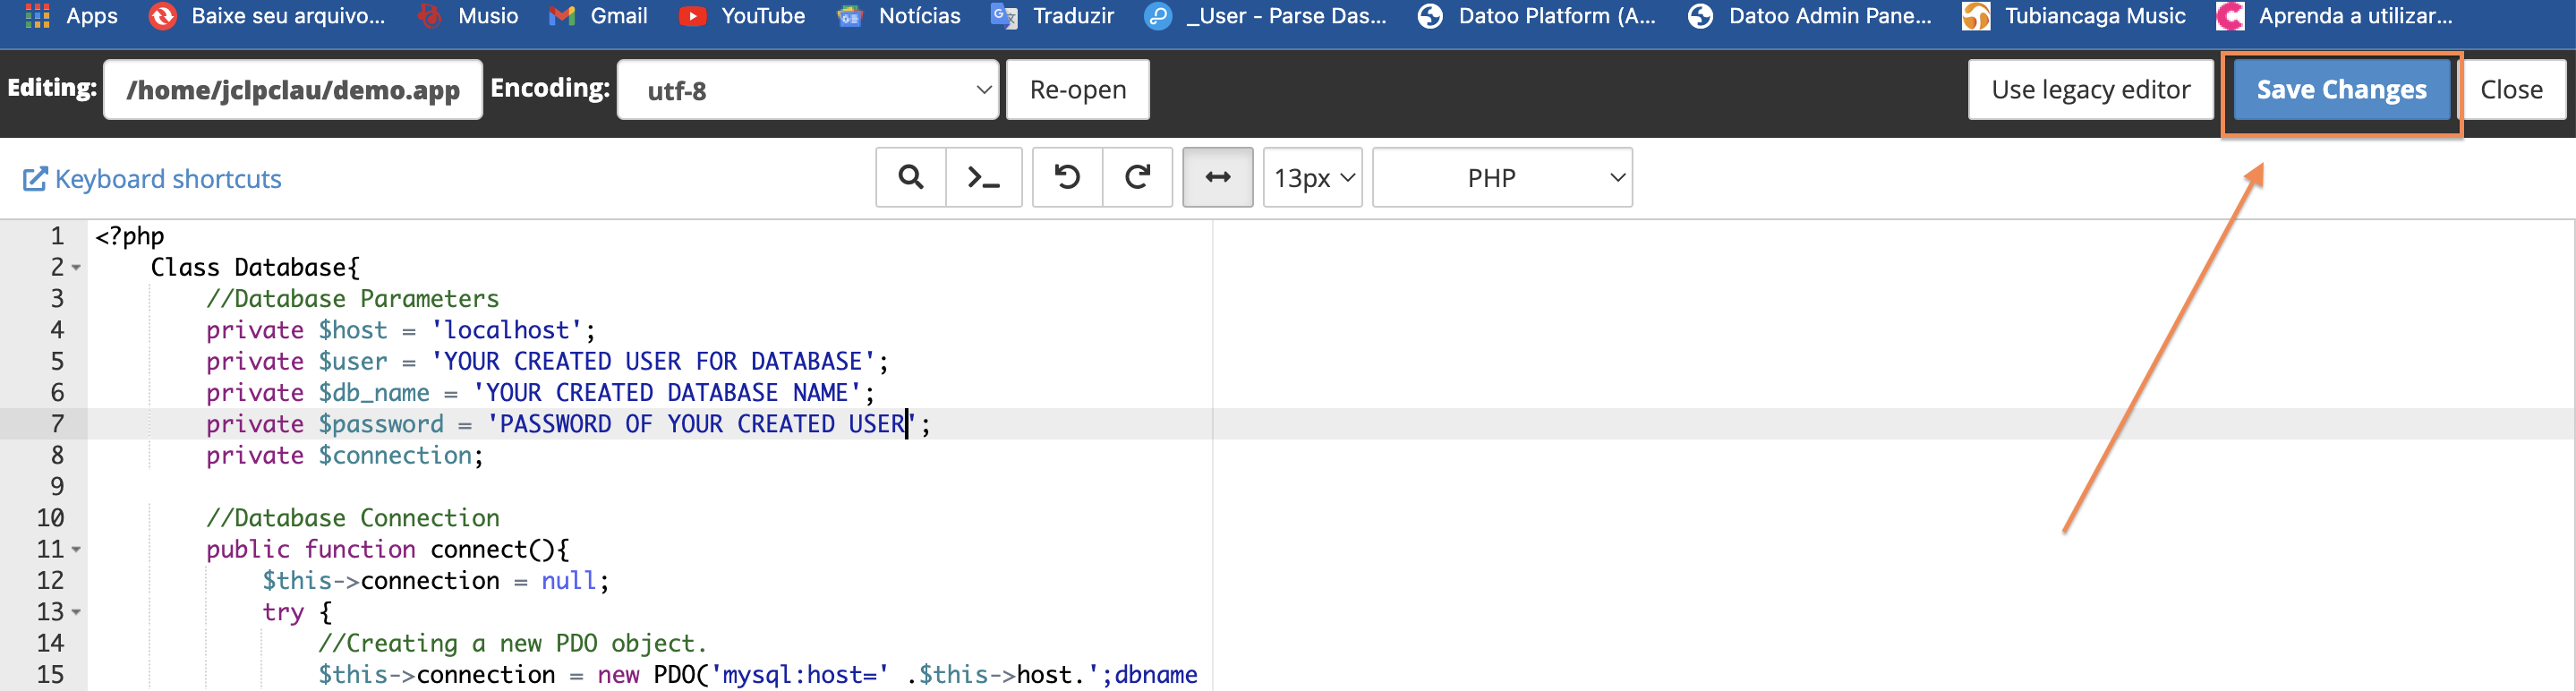 Apps Baixe seu arquivo... Musio Gmail YouTube Notícias Traduzir _User - Parse Das... Datoo Platform (A... Datoo Admin Pane... Tubiancaga Music Aprenda a utilizar...
Editing: /home/jclpclau/demo.app Encoding: utf-8 Re-open Use legacy editor Save Changes Close
Keyboard shortcuts 13px PHP
1 <?php
2 Class Database{
3 //Database Parameters
4 private $host = 'localhost';
5 private $user = 'YOUR CREATED USER FOR DATABASE';
6 private $db_name = 'YOUR CREATED DATABASE NAME';
7 private $password = 'PASSWORD OF YOUR CREATED USER';
8 private $connection;
9
10 //Database Connection
11 public function connect(){
12 $this->connection = null;
13 try {
14 //Creating a new PDO object.
15 $this->connection = new PDO('mysql:host=' .$this->host.';dbname